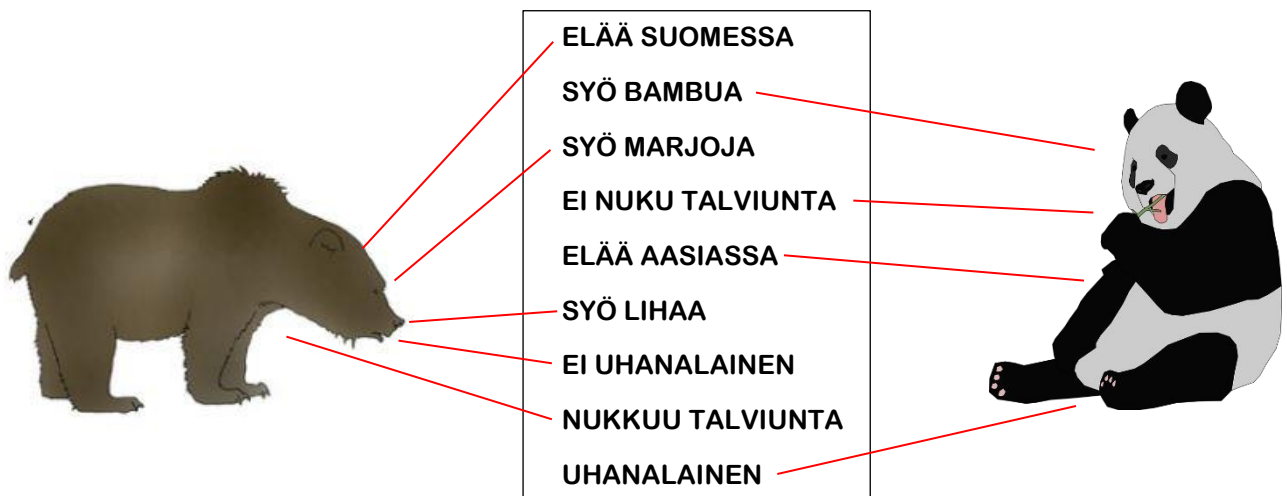 ELÄÄ SUOMESSA
SYÖ BAMBUA
SYÖ MARJOJA
EI NUKU TALVIUNTA
ELÄÄ AASIASSA
SYÖ LIHAA
EI UHANALAINEN
NUKKUU TALVIUNTA
UHANALAINEN